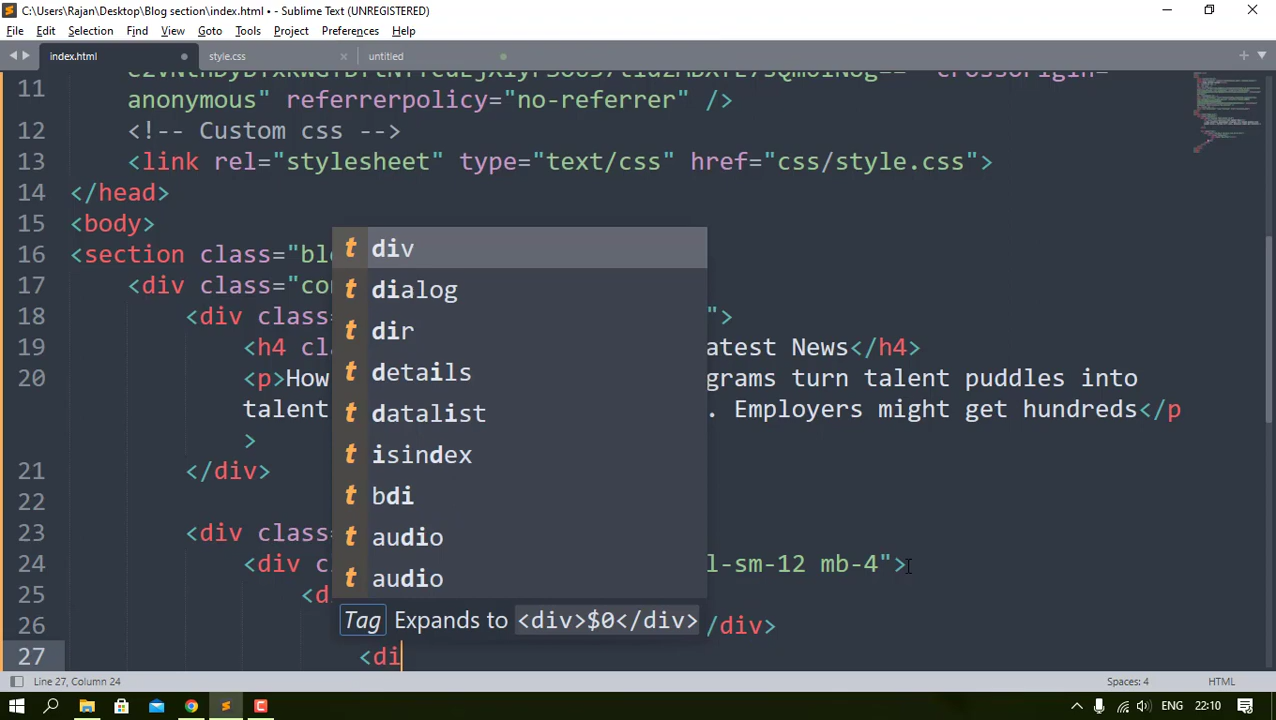 C:\Users\Rajan\Desktop\Blog section\index.html • - Sublime Text (UNREGISTERED)
File Edit Selection Find View Goto Tools Project Preferences Help
index.html style.css untitled
11
anonymous" referrerpolicy="no-referrer" />
12 <!-- Custom css -->
13 <link rel="stylesheet" type="text/css" href="css/style.css">
14 </head>
15 <body>
16 <section class="bl
17 <div class="co
18 <div class= ">
19 <h4 cl atest News</h4>
20 <p>How grams turn talent puddles into
talent . Employers might get hundreds</p
>
21 </div>
22
23 <div class=
24 <div c l-sm-12 mb-4">
25 <d
26 /div>
27 <di
div
dialog
dir
details
datalist
isindex
bdi
audio
audio
Tag Expands to <div>$0</div>
Line 27, Column 24 Spaces: 4 HTML
ENG 22:10